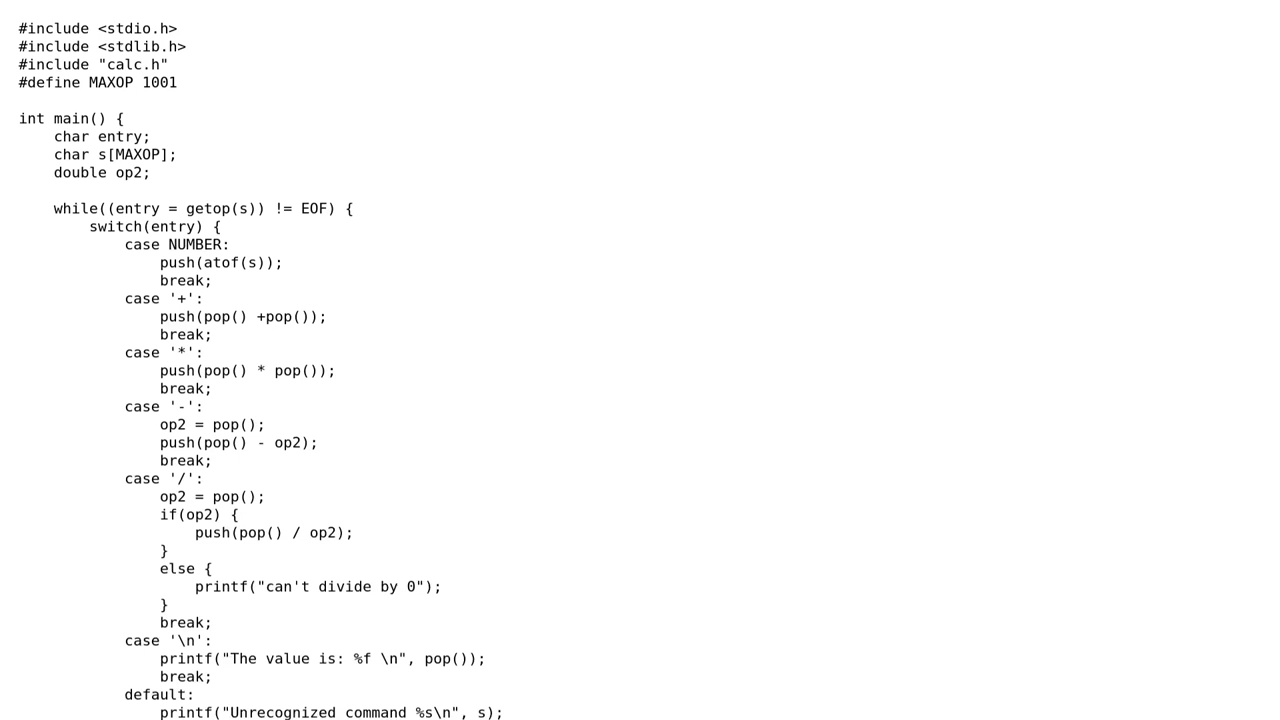 #include <stdio.h>
#include <stdlib.h>
#include "calc.h"
#define MAXOP 1001

int main() {
    char entry;
    char s[MAXOP];
    double op2;

    while((entry = getop(s)) != EOF) {
        switch(entry) {
            case NUMBER:
                push(atof(s));
                break;
            case '+':
                push(pop() +pop());
                break;
            case '*':
                push(pop() * pop());
                break;
            case '-':
                op2 = pop();
                push(pop() - op2);
                break;
            case '/':
                op2 = pop();
                if(op2) {
                    push(pop() / op2);
                }
                else {
                    printf("can't divide by 0");
                }
                break;
            case '\n':
                printf("The value is: %f \n", pop());
                break;
            default:
                printf("Unrecognized command %s\n", s);